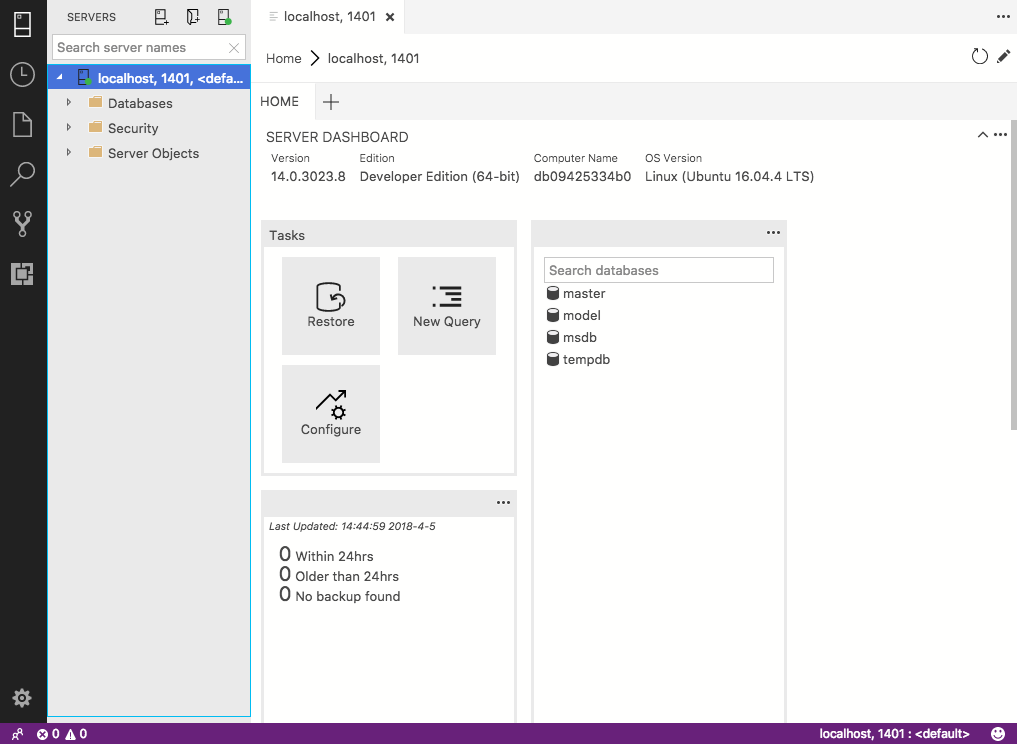 SERVERS
Search server names
localhost, 1401, <defa...
Databases
Security
Server Objects
localhost, 1401
Home localhost, 1401
HOME
SERVER DASHBOARD
Version Edition Computer Name OS Version
14.0.3023.8 Developer Edition (64-bit) db09425334b0 Linux (Ubuntu 16.04.4 LTS)
Tasks
Restore
New Query
Configure
Search databases
master
model
msdb
tempdb
Last Updated: 14:44:59 2018-4-5
0 Within 24hrs
0 Older than 24hrs
0 No backup found
0 0
localhost, 1401 : <default>